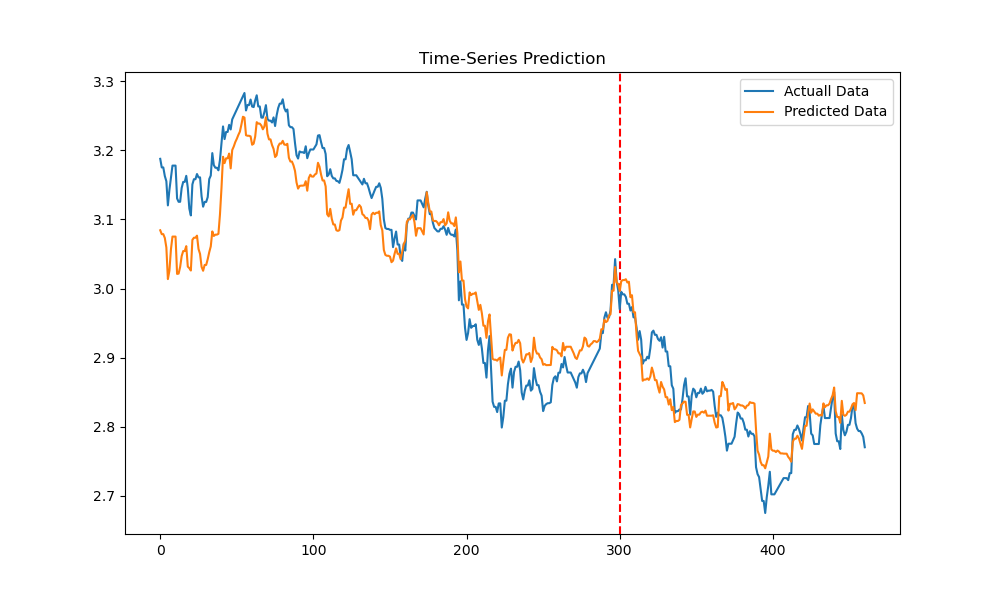 Time-Series Prediction
Actuall Data
Predicted Data
3.3
3.2
3.1
3.0
2.9
2.8
2.7
0 100 200 300 400